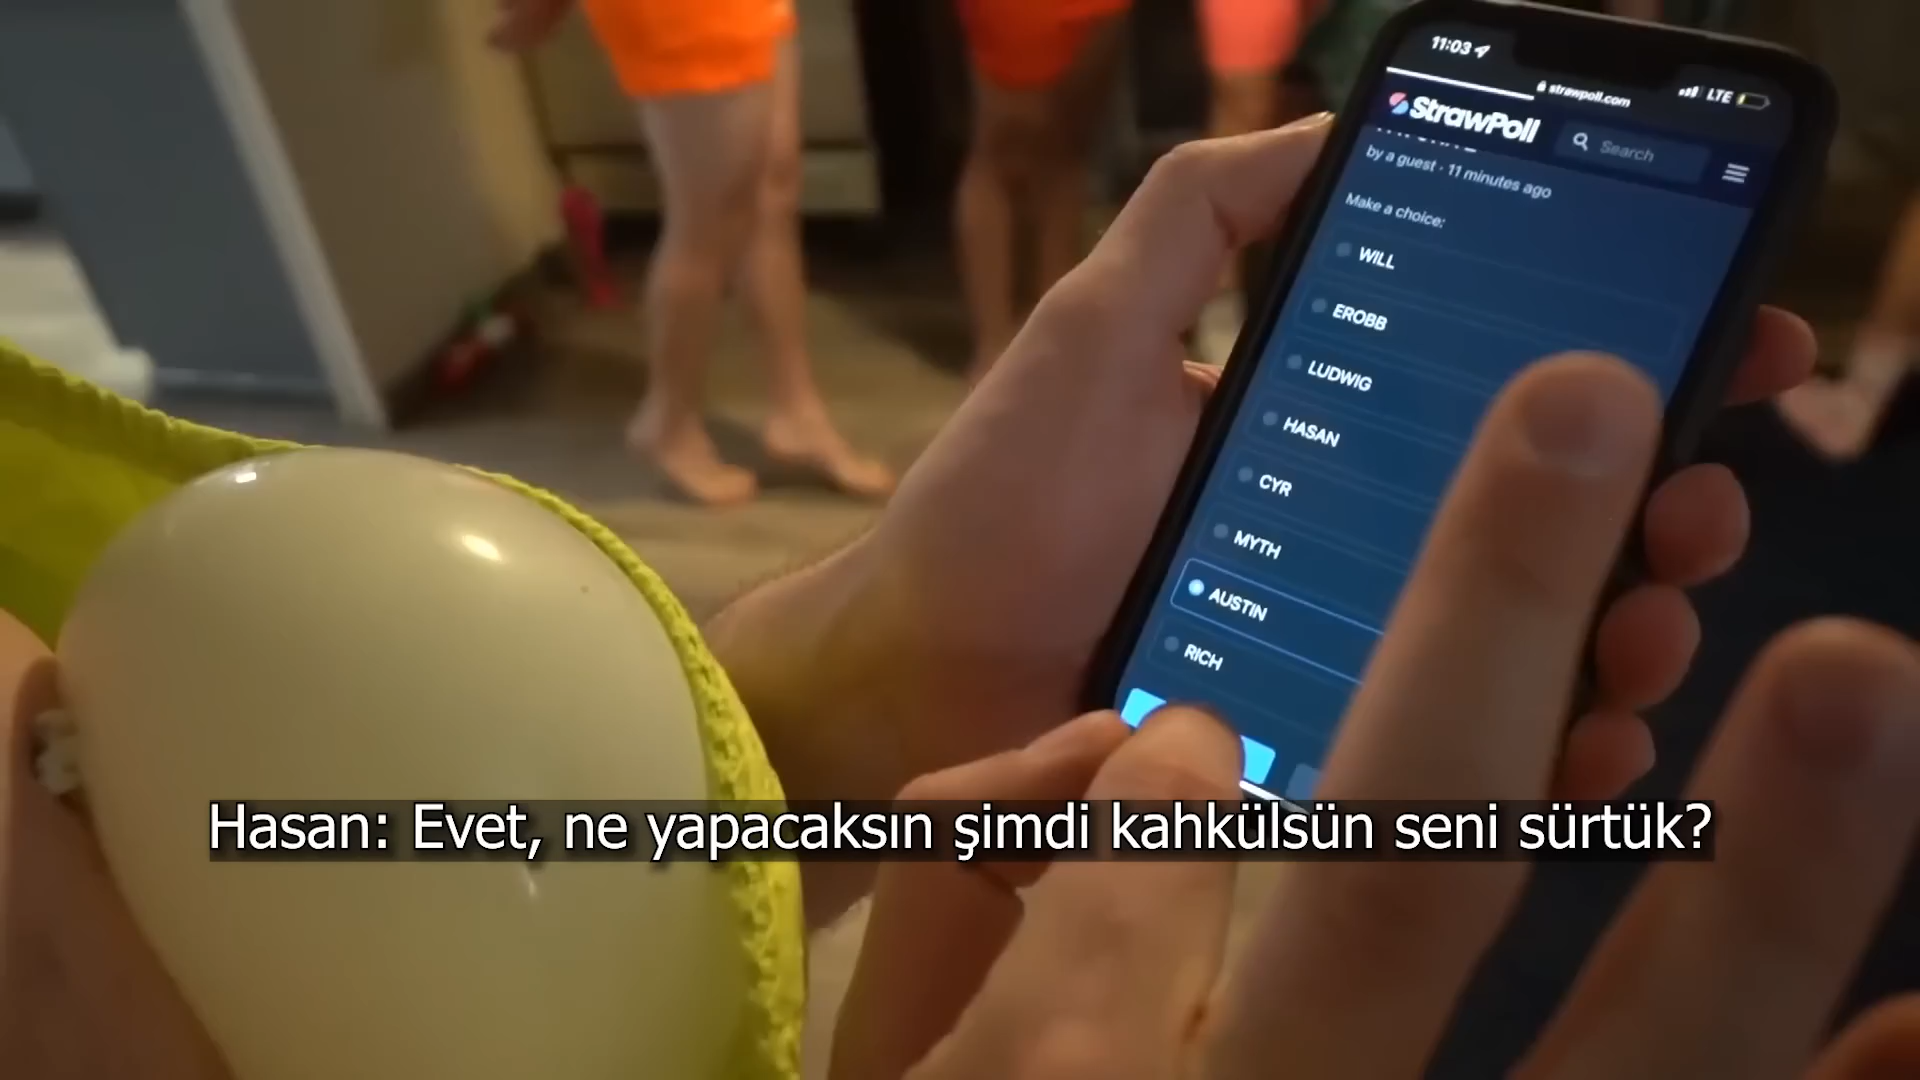 11:03
strawpoll.com
LTE
StrawPoll
Search
by a guest · 11 minutes ago
Make a choice:
WILL
EROBB
LUDWIG
HASAN
CYR
MYTH
AUSTIN
RICH
Hasan: Evet, ne yapacaksın şimdi kahkülsün seni sürtük?